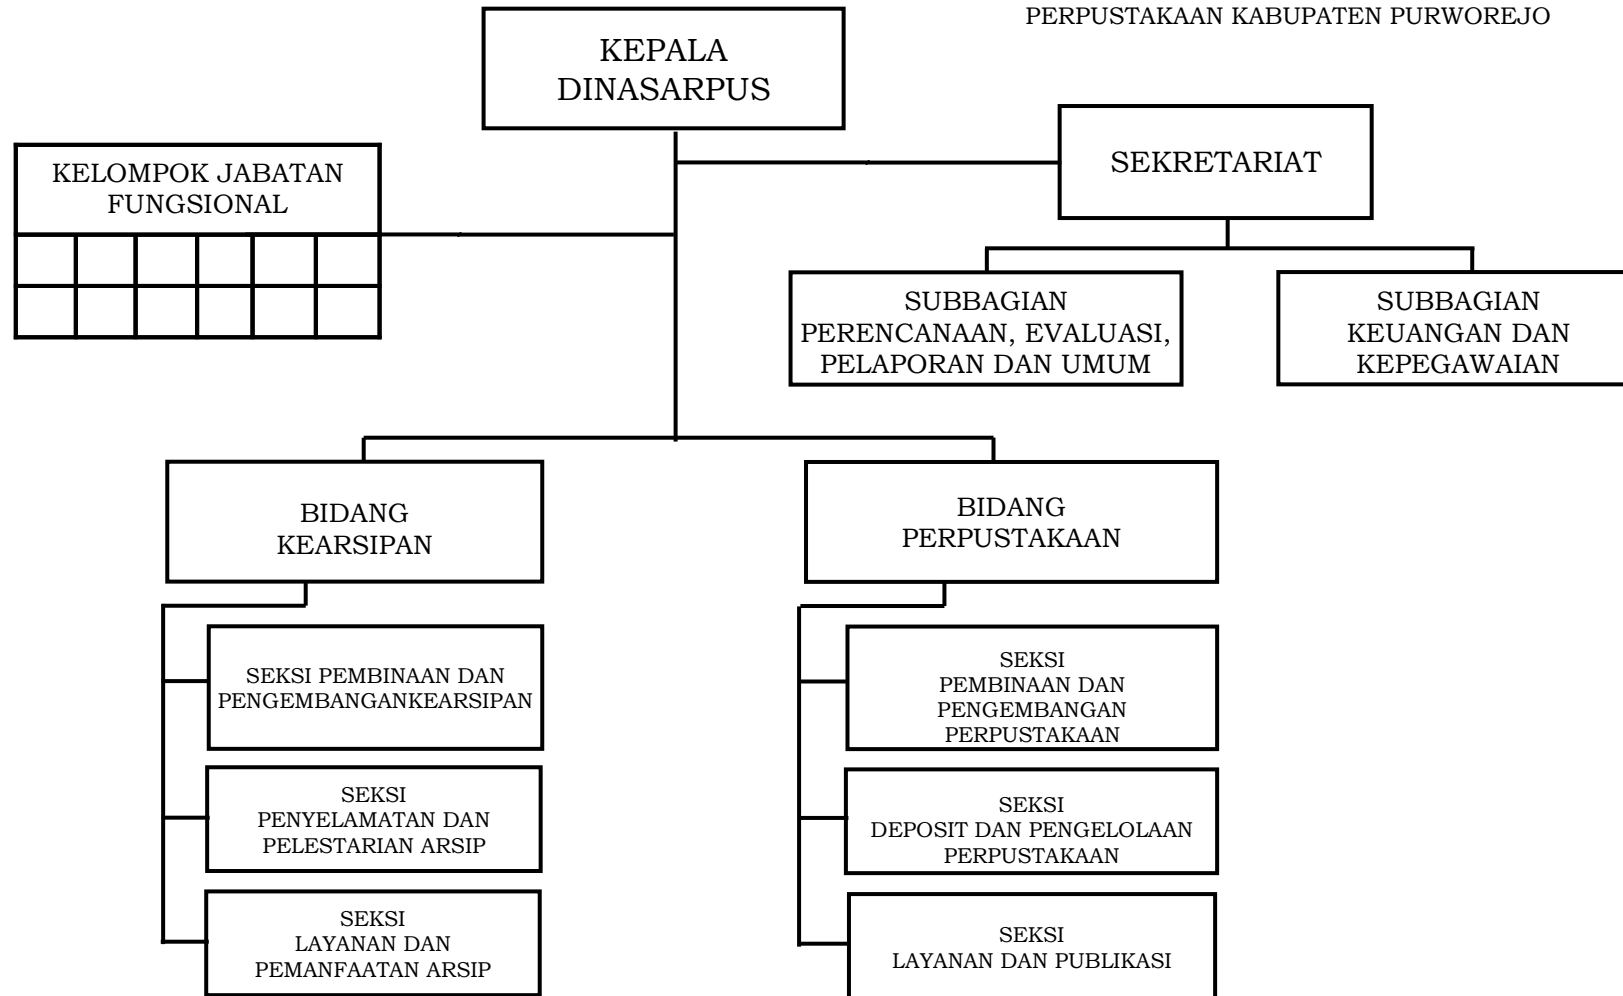 PERPUSTAKAAN KABUPATEN PURWOREJO
KEPALA
DINASARPUS
SEKRETARIAT
KELOMPOK JABATAN
FUNGSIONAL
SUBBAGIAN
PERENCANAAN, EVALUASI,
PELAPORAN DAN UMUM
SUBBAGIAN
KEUANGAN DAN
KEPEGAWAIAN
BIDANG
KEARSIPAN
BIDANG
PERPUSTAKAAN
SEKSI PEMBINAAN DAN
PENGEMBANGANKEARSIPAN
SEKSI
PENYELAMATAN DAN
PELESTARIAN ARSIP
SEKSI
LAYANAN DAN
PEMANFAATAN ARSIP
SEKSI
PEMBINAAN DAN
PENGEMBANGAN
PERPUSTAKAAN
SEKSI
DEPOSIT DAN PENGELOLAAN
PERPUSTAKAAN
SEKSI
LAYANAN DAN PUBLIKASI